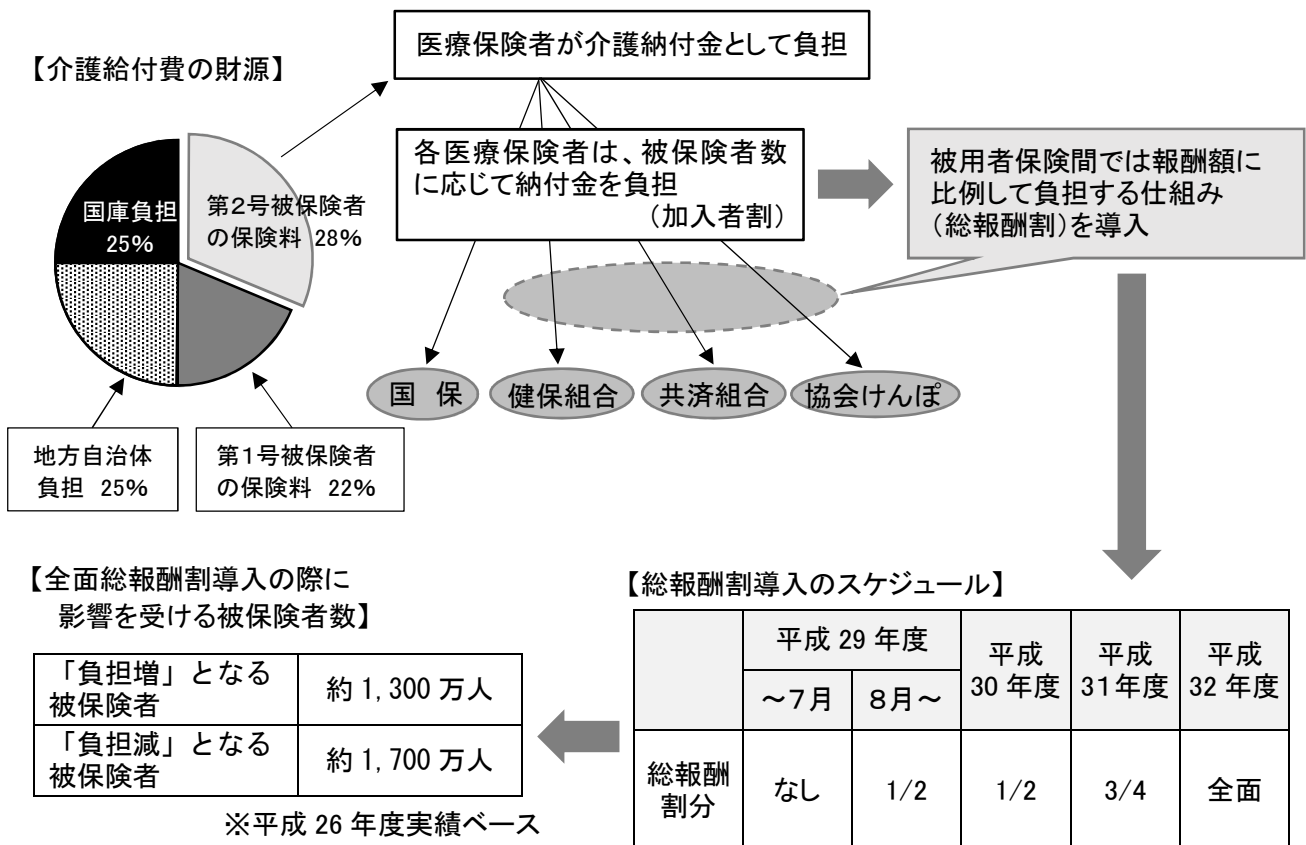 【介護給付費の財源】
医療保険者が介護納付金として負担
国庫負担
25%
第2号被保険者
の保険料 28%
各医療保険者は、被保険者数
に応じて納付金を負担
（加入者割）
被用者保険間では報酬額に
比例して負担する仕組み
（総報酬割）を導入
国 保
健保組合
共済組合
協会けんぽ
地方自治体
負担 25%
第1号被保険者
の保険料 22%
【全面総報酬割導入の際に
影響を受ける被保険者数】
「負担増」となる
被保険者
約 1,300 万人
「負担減」となる
被保険者
約 1,700 万人
※平成 26 年度実績ベース
【総報酬割導入のスケジュール】
平成 29 年度
平成
30 年度
平成
31 年度
平成
32 年度
～7月
8月～
総報酬
割分
なし
1/2
1/2
3/4
全面